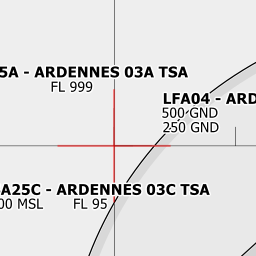 5A - ARDENNES 03A TSA
FL 999
LFA04 - ARD
500 GND
250 GND
A25C - ARDENNES 03C TSA
00 MSL FL 95